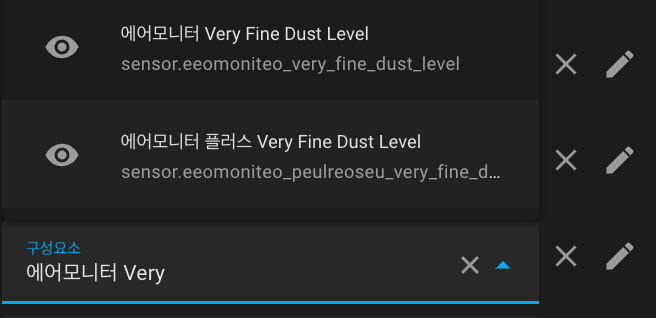 에어모니터 Very Fine Dust Level
sensor.eeomoniteo_very_fine_dust_level
에어모니터 플러스 Very Fine Dust Level
sensor.eeomoniteo_peulreoseu_very_fine_d...
구성요소
에어모니터 Very